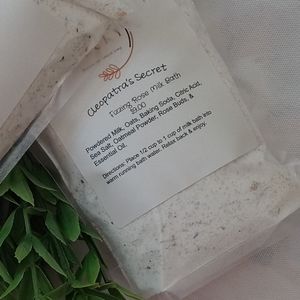 Cleopatra's Secret
Fizzing Rose Milk Bath
$9.00
Powdered Milk, Oats, Baking Soda, Citric Acid,
Sea Salt, Oatmeal Powder, Rose Buds, &
Essential Oil.
Directions: Place 1/2 cup to 1 cup of milk bath into
warm running bath water. Relax back & enjoy.